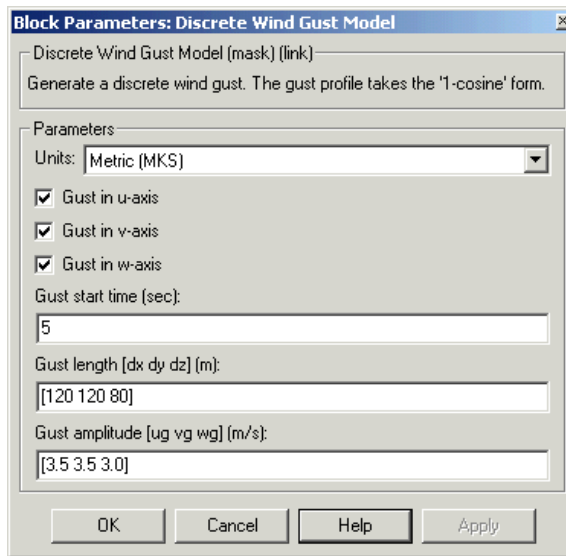 Block Parameters: Discrete Wind Gust Model
Discrete Wind Gust Model (mask) (link)
Generate a discrete wind gust. The gust profile takes the '1-cosine' form.
Parameters
Units: Metric (MKS)
Gust in u-axis
Gust in v-axis
Gust in w-axis
Gust start time (sec):
5
Gust length [dx dy dz] (m):
[120 120 80]
Gust amplitude [ug vg wg] (m/s):
[3.5 3.5 3.0]
OK Cancel Help Apply